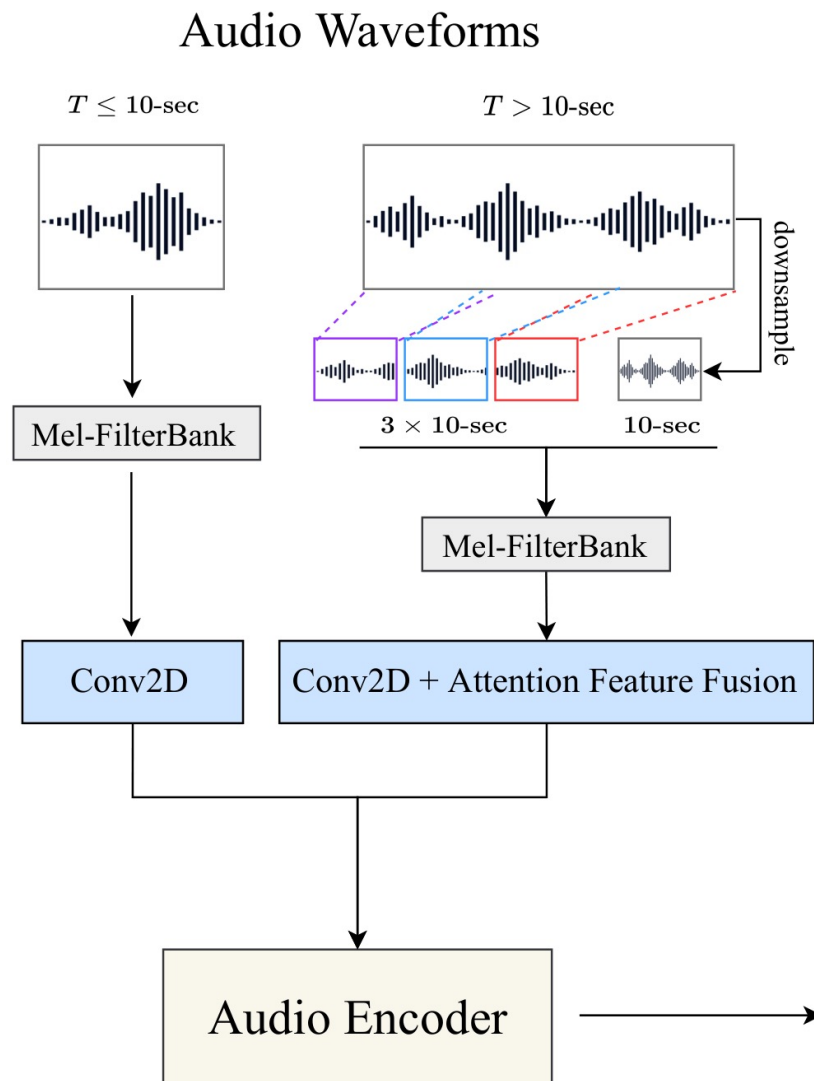 Audio Waveforms
T ≤ 10-sec
T > 10-sec
downsample
3 × 10-sec
10-sec
Mel-FilterBank
Mel-FilterBank
Conv2D
Conv2D + Attention Feature Fusion
Audio Encoder